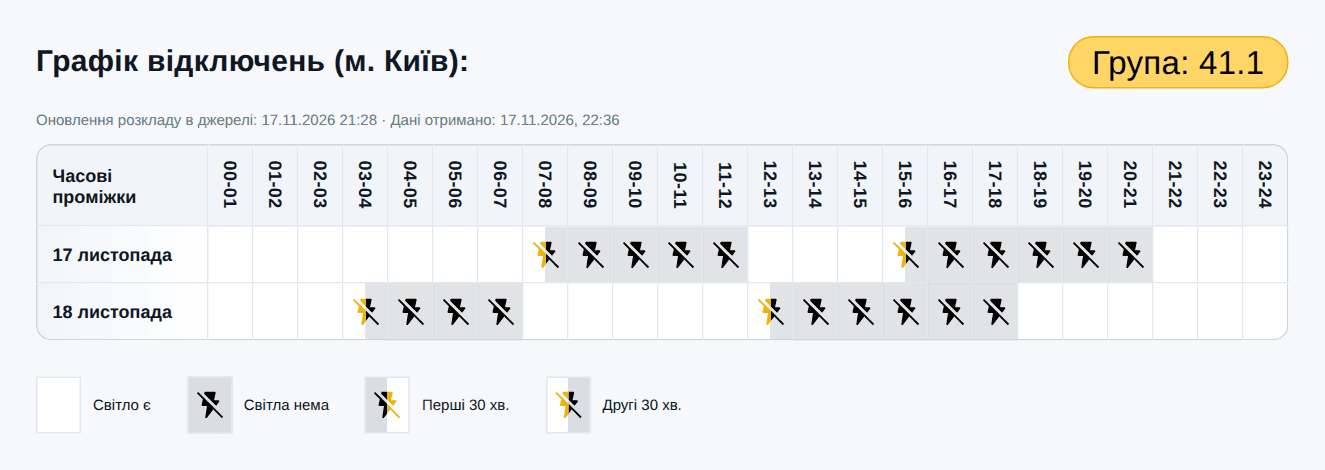 Графік відключень (м. Київ):
Група: 41.1
Оновлення розкладу в джерелі: 17.11.2026 21:28 · Дані отримано: 17.11.2026, 22:36
Часові проміжки 00-01 01-02 02-03 03-04 04-05 05-06 06-07 07-08 08-09 09-10 10-11 11-12 12-13 13-14 14-15 15-16 16-17 17-18 18-19 19-20 20-21 21-22 22-23 23-24
17 листопада
18 листопада
Світло є Світла нема Перші 30 хв. Другі 30 хв.